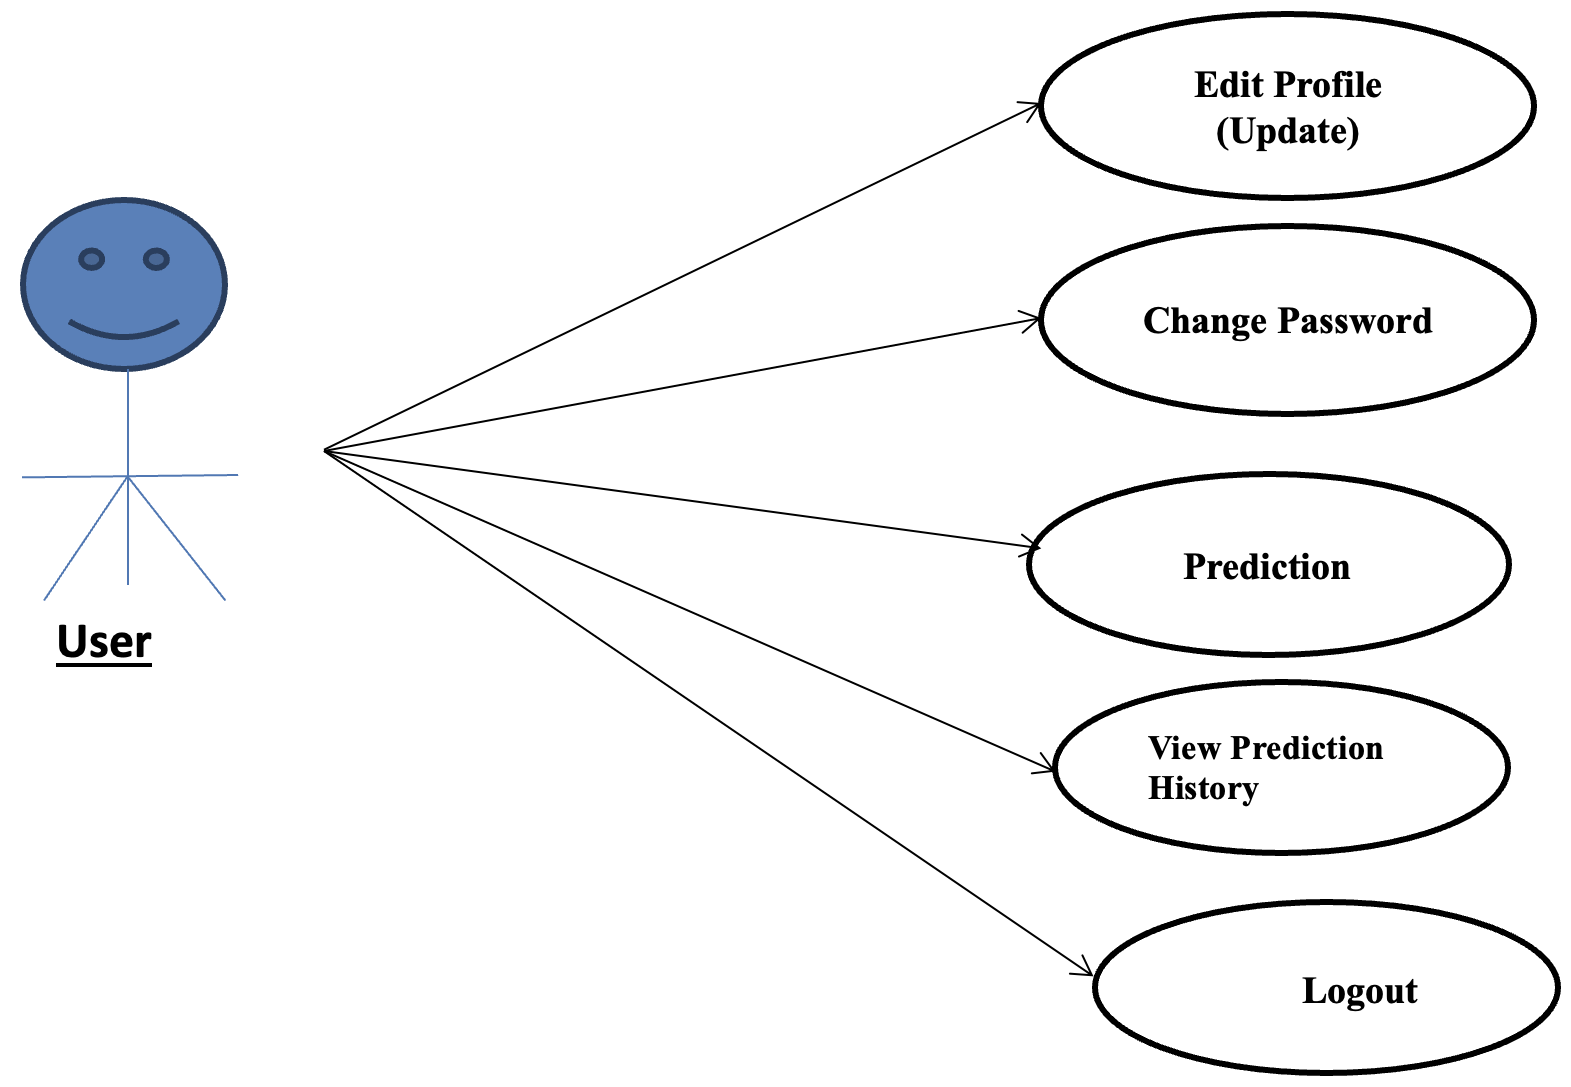 Edit Profile
(Update)
Change Password
Prediction
User
View Prediction
History
Logout